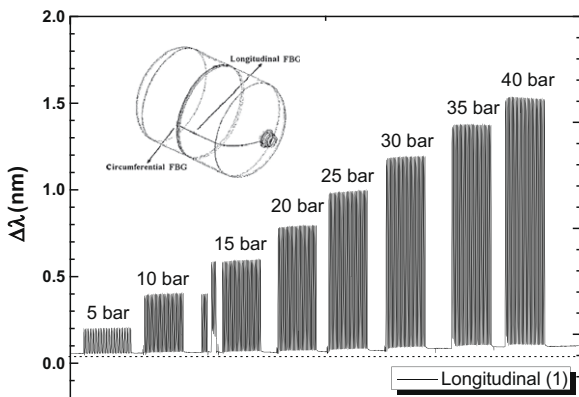 2.0
1.5
1.0
0.5
0.0
Δλ (nm)
Longitudinal FBG
Circumferential FBG
5 bar
10 bar
15 bar
20 bar
25 bar
30 bar
35 bar
40 bar
Longitudinal (1)